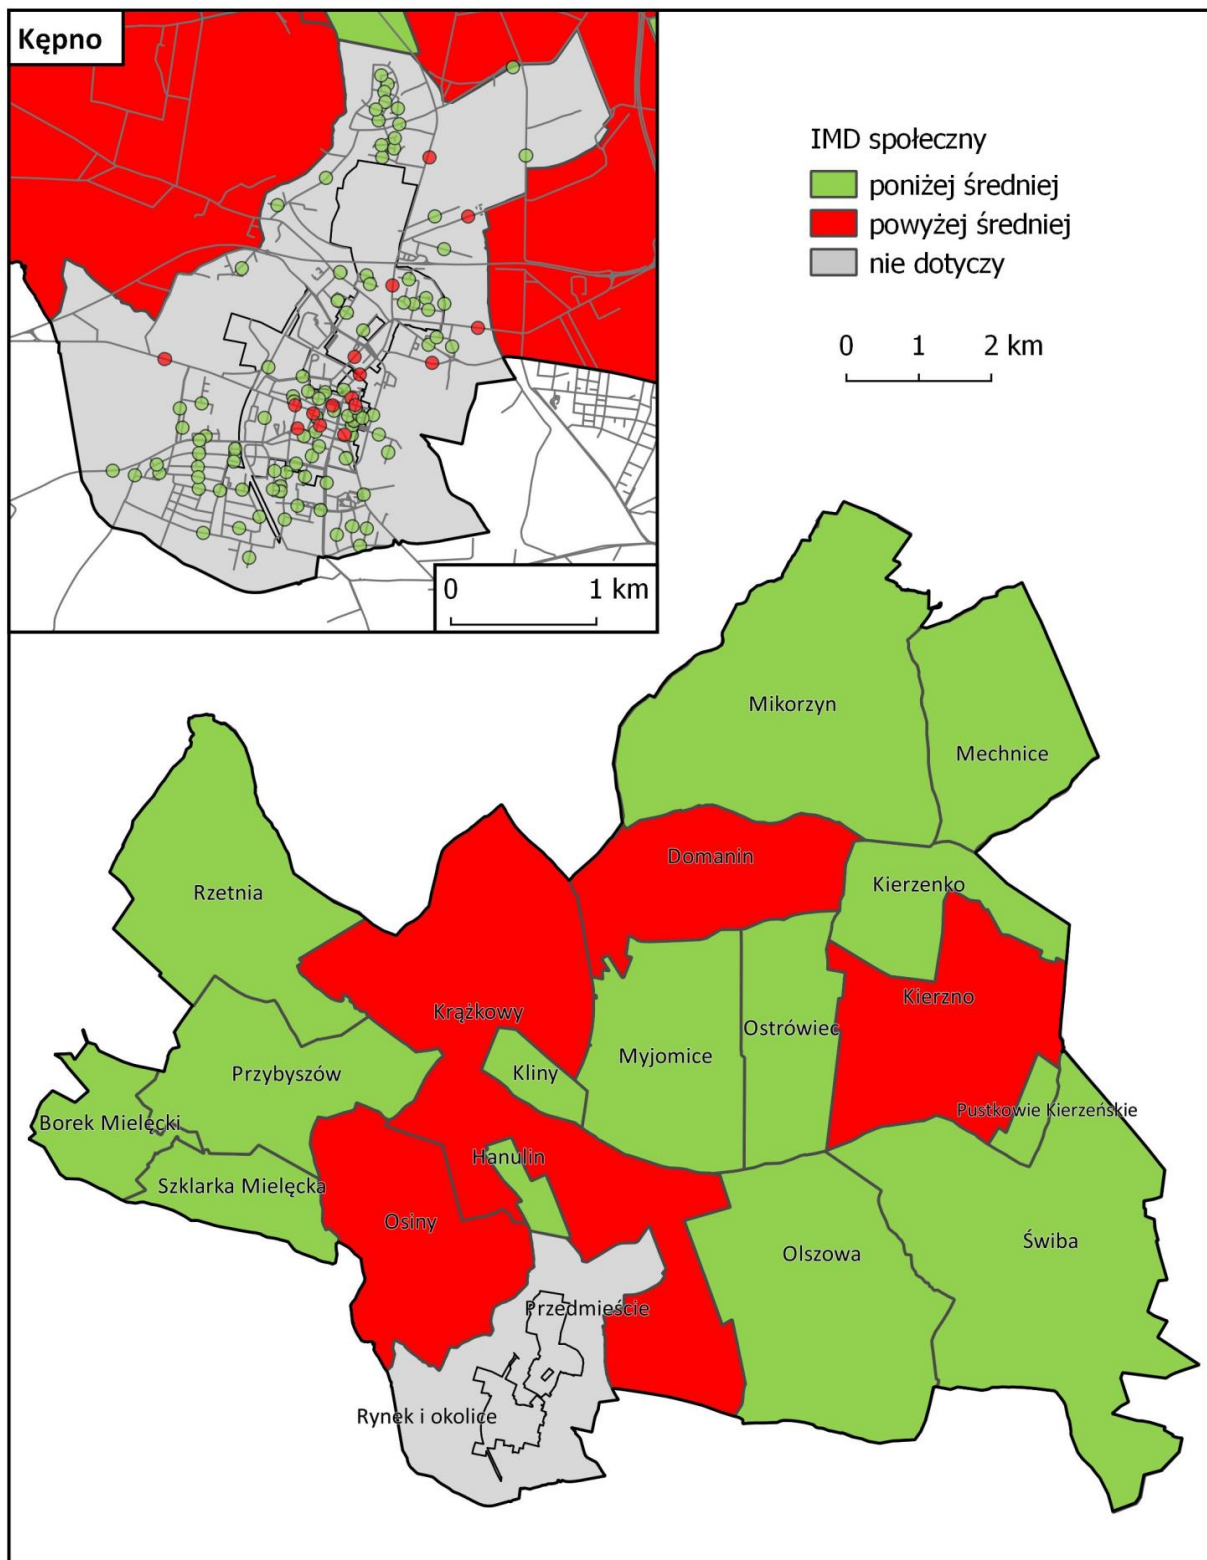 Kępno
IMD społeczny
poniżej średniej
powyżej średniej
nie dotyczy
0 1 2 km
0 1 km
Mikorzyn
Mechnice
Domanin
Kierzenko
Rzetnia
Kierzno
Krążkowy
Ostrówiec
Myjomice
Kliny
Przybyszów
Pustkowie Kierzeńskie
Borek Mielęcki
Hanulin
Szklarka Mielęcka
Osiny
Świba
Olszowa
Przedmieście
Rynek i okolice